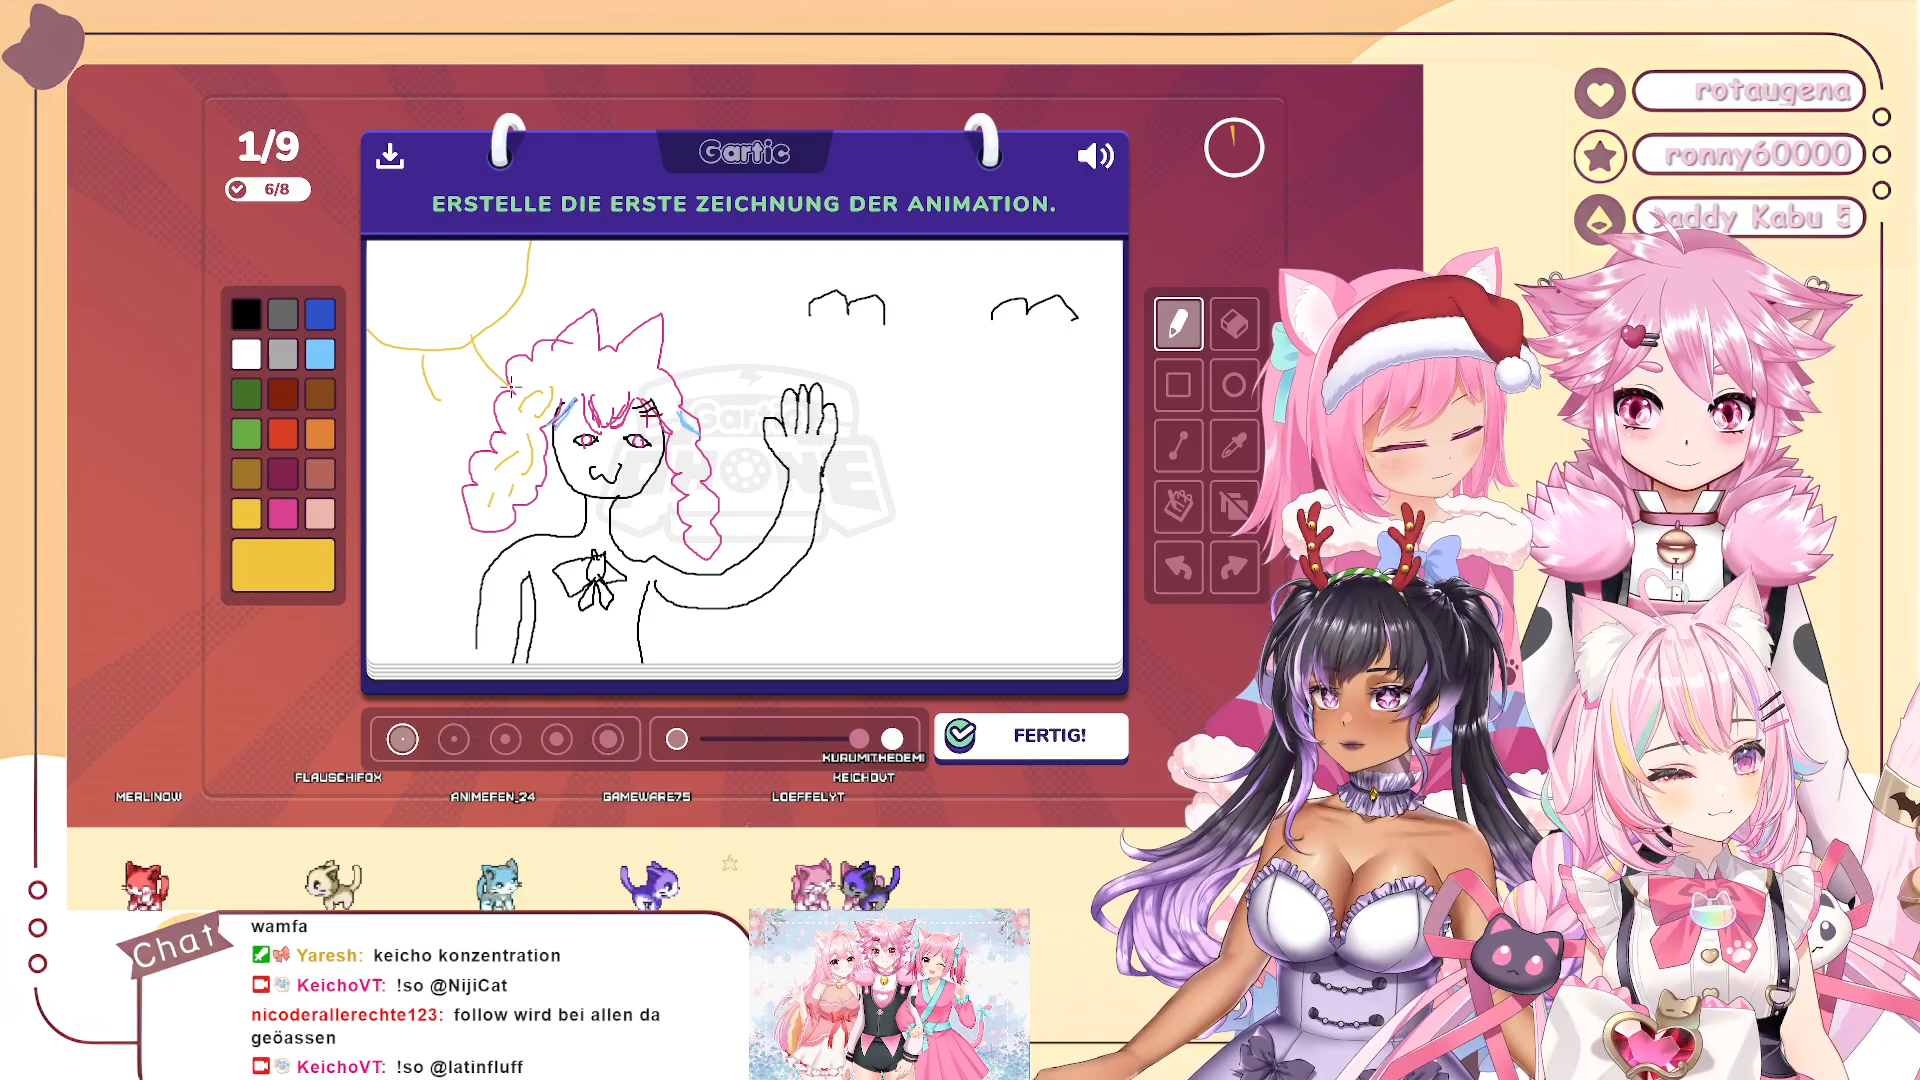 1/9
6/8
Gartic
ERSTELLE DIE ERSTE ZEICHNUNG DER ANIMATION.
Gartic
PHONE
FERTIG!
rotaugena
ronny60000
addy Kabu 5
KURUMITHEDEMI
FLAUSCHIFOX
KEICHOVT
MERLINOW
ANIMEFEN_24
GAMEWARE75
LOEFFELYT
Chat
wamfa
Yaresh: keicho konzentration
KeichoVT: !so @NijiCat
nicoderallerechte123: follow wird bei allen da
geöassen
KeichoVT: !so @latinfluff